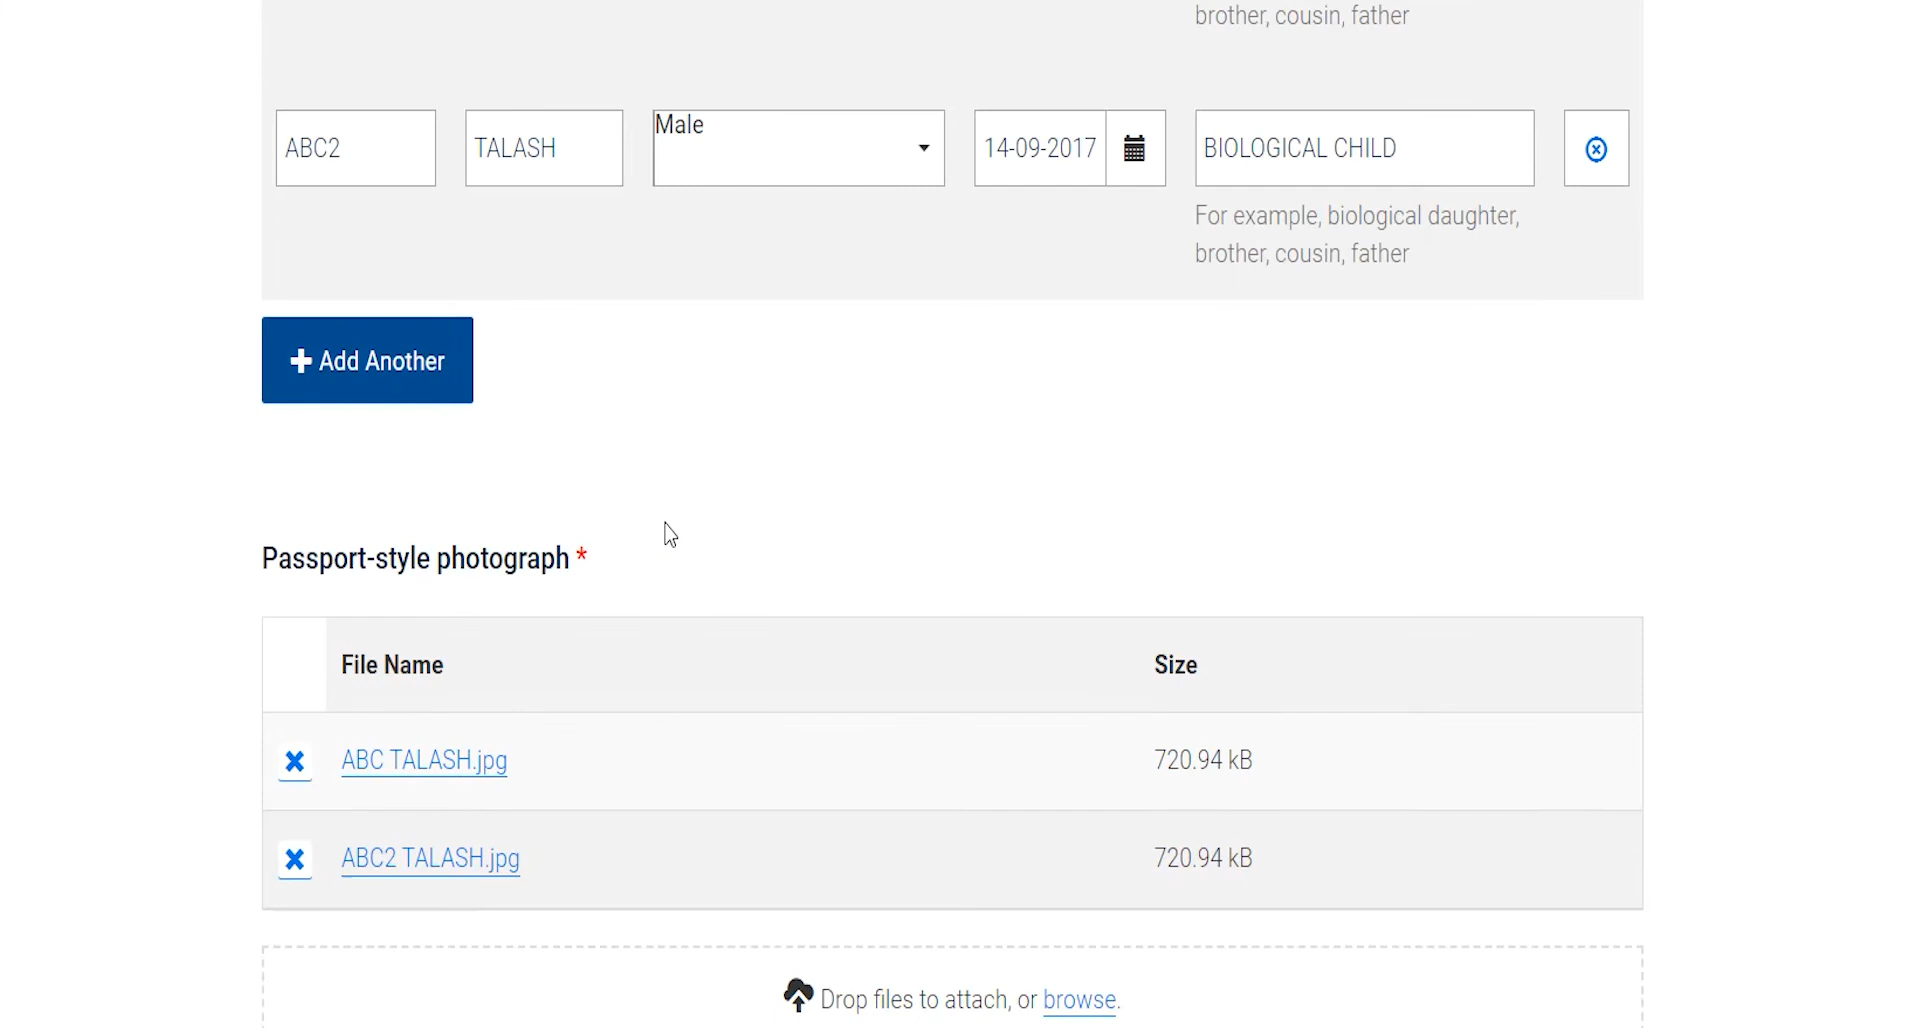 brother, cousin, father
ABC2 TALASH Male 14-09-2017 BIOLOGICAL CHILD
For example, biological daughter,
brother, cousin, father
Add Another
Passport-style photograph *
File Name Size
ABC TALASH.jpg 720.94 kB
ABC2 TALASH.jpg 720.94 kB
Drop files to attach, or browse.